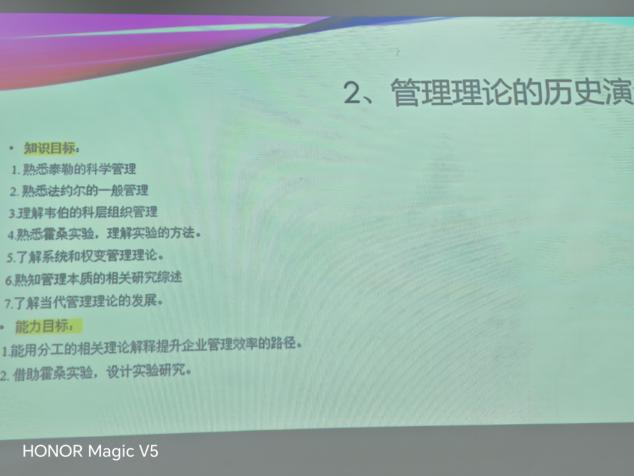 2、管理理论的历史演
• 知识目标:
1. 熟悉泰勒的科学管理
2. 熟悉法约尔的一般管理
3.理解韦伯的科层组织管理
4.熟悉霍桑实验，理解实验的方法。
5.了解系统和权变管理理论。
6.熟知管理本质的相关研究综述
7.了解当代管理理论的发展。
• 能力目标:
1.能用分工的相关理论解释提升企业管理效率的路径。
2. 借助霍桑实验，设计实验研究。
HONOR Magic V5